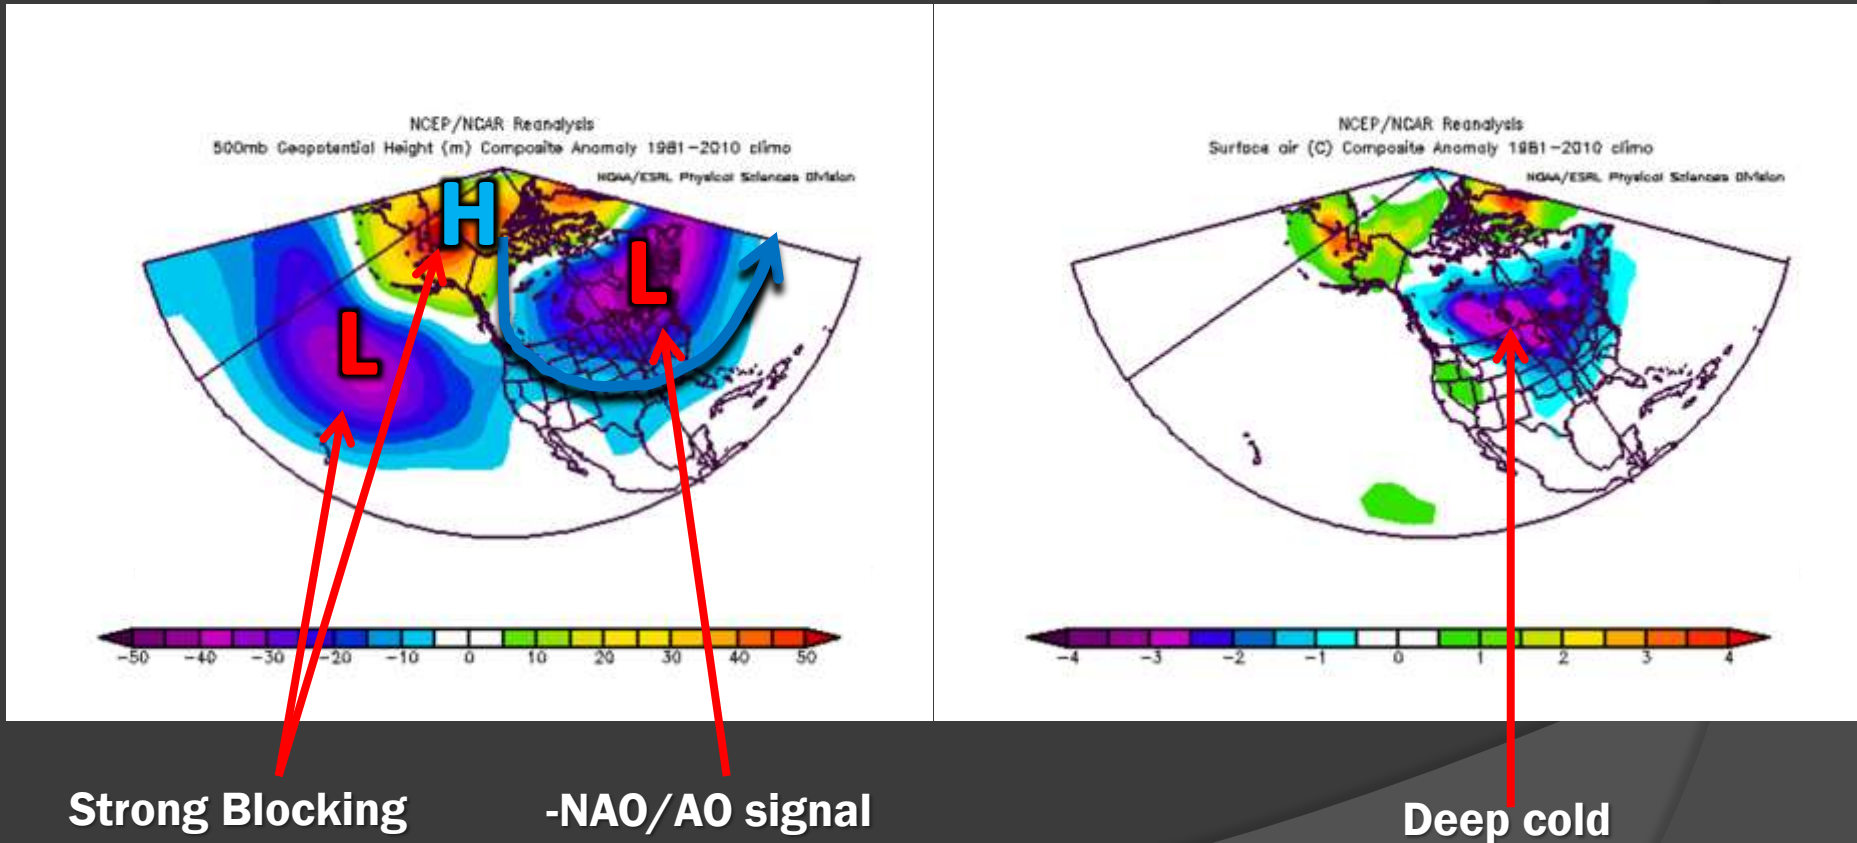 NCEP/NCAR Reanalysis
500mb Geopotential Height (m) Composite Anomaly 1981-2010 climo
NOAA/ESRL Physical Sciences Division
H
L
L
-50 -40 -30 -20 -10 0 10 20 30 40 50
Strong Blocking
-NAO/AO signal
NCEP/NCAR Reanalysis
Surface air (C) Composite Anomaly 1981-2010 climo
NOAA/ESRL Physical Sciences Division
-4 -3 -2 -1 0 1 2 3 4
Deep cold